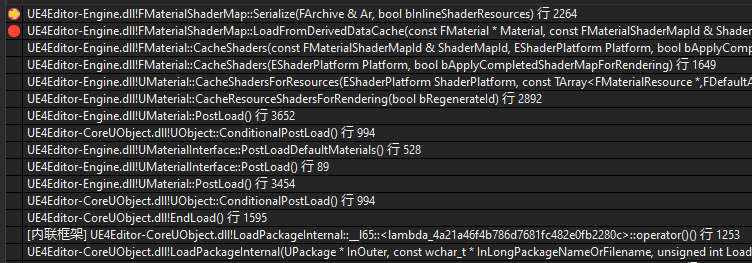 UE4Editor-Engine.dll!FMaterialShaderMap::Serialize(FArchive & Ar, bool bInlineShaderResources) 行 2264
UE4Editor-Engine.dll!FMaterialShaderMap::LoadFromDerivedDataCache(const FMaterial * Material, const FMaterialShaderMapId & Shader
UE4Editor-Engine.dll!FMaterial::CacheShaders(const FMaterialShaderMapId & ShaderMapId, EShaderPlatform Platform, bool bApplyCom
UE4Editor-Engine.dll!FMaterial::CacheShaders(EShaderPlatform Platform, bool bApplyCompletedShaderMapForRendering) 行 1649
UE4Editor-Engine.dll!UMaterial::CacheShadersForResources(EShaderPlatform ShaderPlatform, const TArray<FMaterialResource *,FDefaultA
UE4Editor-Engine.dll!UMaterial::CacheResourceShadersForRendering(bool bRegenerateId) 行 2892
UE4Editor-Engine.dll!UMaterial::PostLoad() 行 3652
UE4Editor-CoreUObject.dll!UObject::ConditionalPostLoad() 行 994
UE4Editor-Engine.dll!UMaterialInterface::PostLoadDefaultMaterials() 行 528
UE4Editor-Engine.dll!UMaterialInterface::PostLoad() 行 89
UE4Editor-Engine.dll!UMaterial::PostLoad() 行 3454
UE4Editor-CoreUObject.dll!UObject::ConditionalPostLoad() 行 994
UE4Editor-CoreUObject.dll!EndLoad() 行 1595
[内联框架] UE4Editor-CoreUObject.dll!LoadPackageInternal::__l65::<lambda_4a21a46f4b786d7681fc482e0fb2280c>::operator()() 行 1253
UE4Editor-CoreUObject.dll!LoadPackageInternal(UPackage * InOuter, const wchar_t * InLongPackageNameOrFilename, unsigned int Load